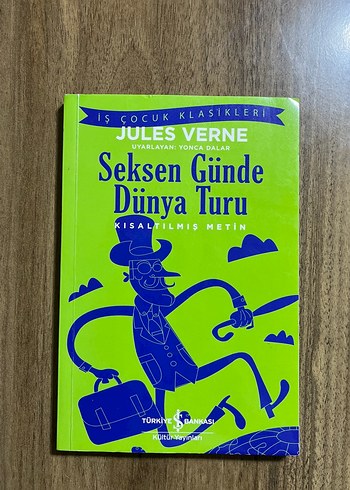 İŞ ÇOCUK KLASİKLERİ
JULES VERNE
UYARLAYAN: YONCA DALAR
Seksen Günde
Dünya Turu
KISALTILMIŞ METİN
TÜRKİYE İŞ BANKASI
Kültür Yayınları